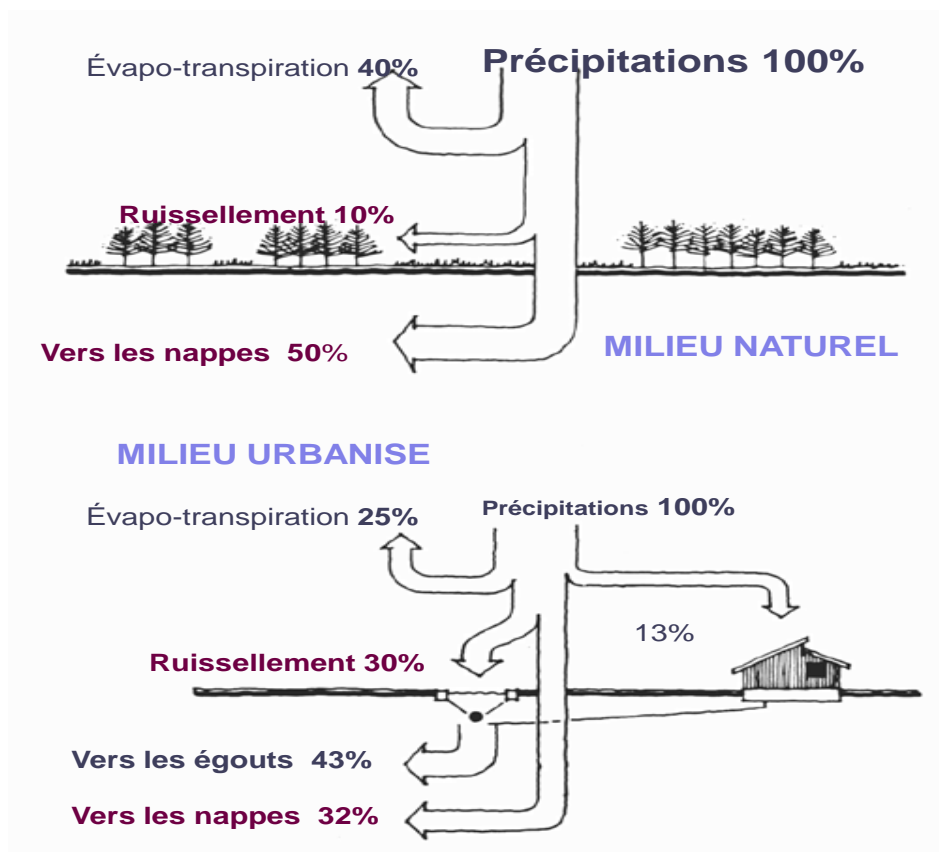 Évapo-transpiration 40%
Précipitations 100%
Ruissellement 10%
Vers les nappes 50%
MILIEU NATUREL
MILIEU URBANISE
Évapo-transpiration 25%
Précipitations 100%
13%
Ruissellement 30%
Vers les égouts 43%
Vers les nappes 32%